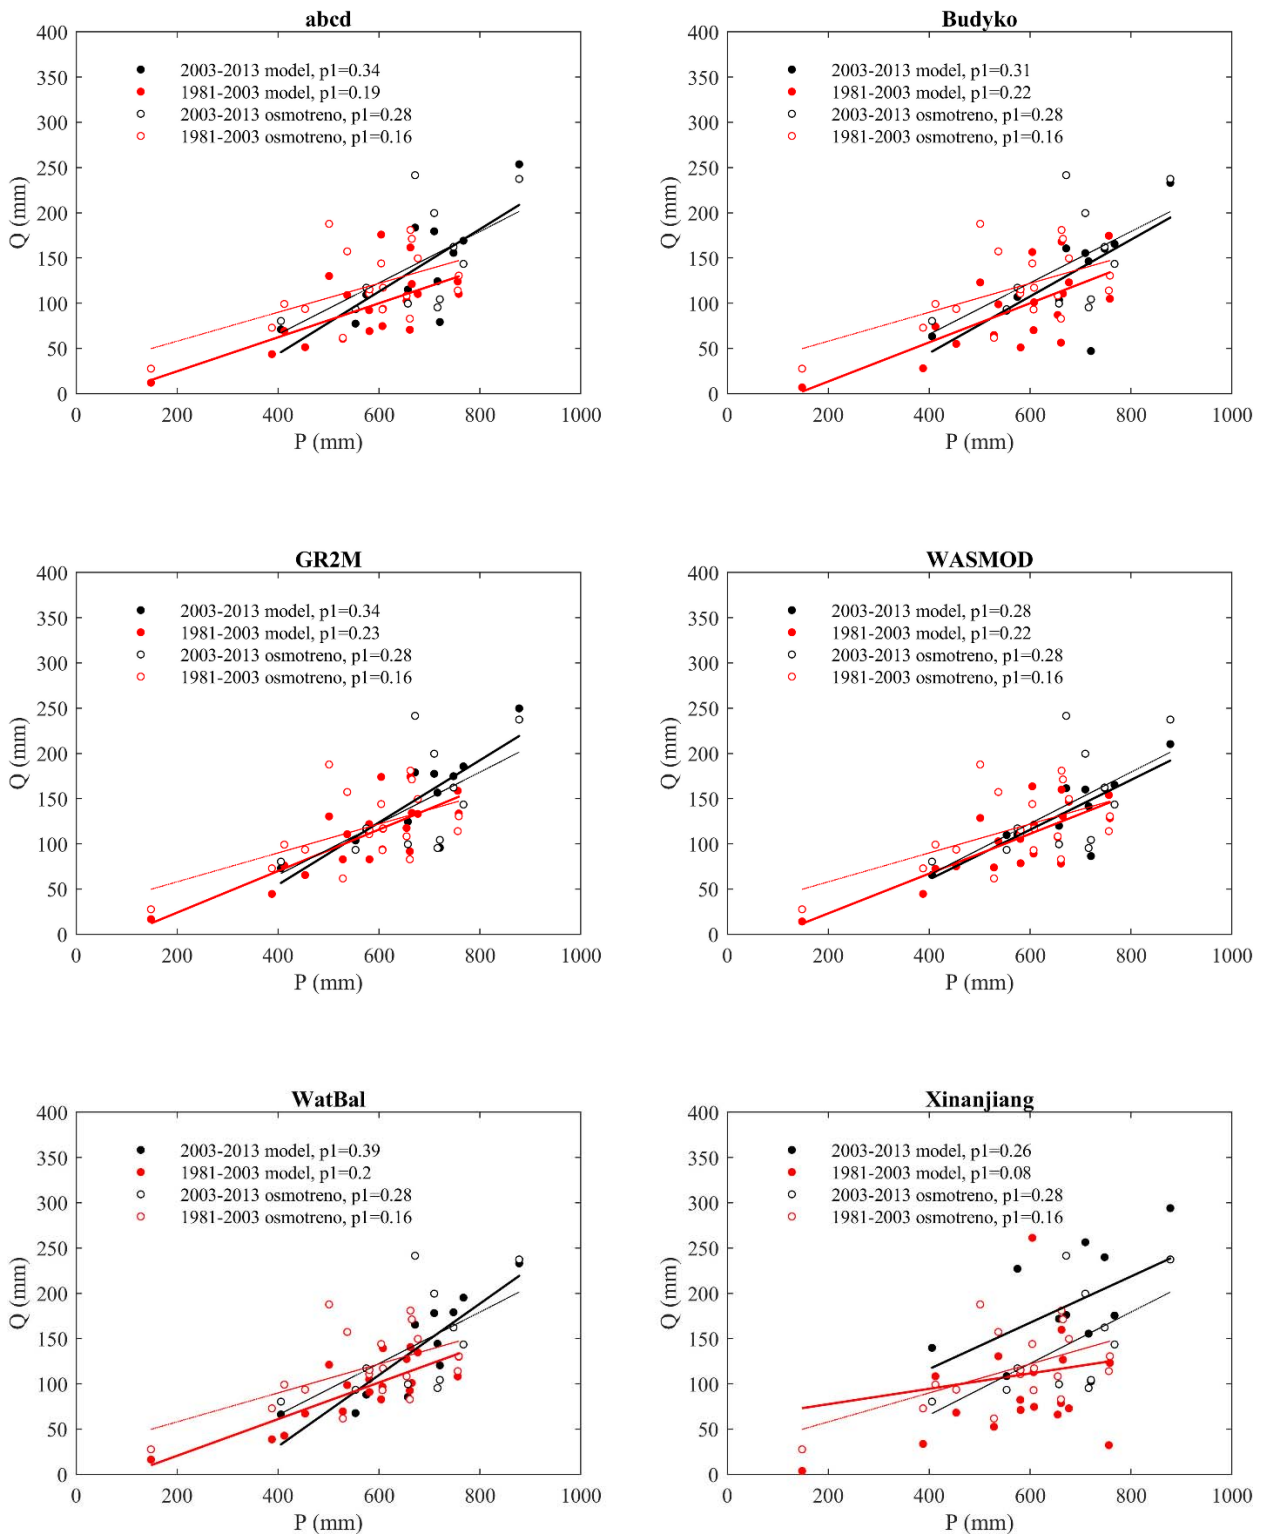 abcd
400
350
300
250
200
150
100
50
0
Q (mm)
2003-2013 model, p1=0.34
1981-2003 model, p1=0.19
2003-2013 osmotreno, p1=0.28
1981-2003 osmotreno, p1=0.16
0 200 400 600 800 1000
P (mm)
Budyko
400
350
300
250
200
150
100
50
0
Q (mm)
2003-2013 model, p1=0.31
1981-2003 model, p1=0.22
2003-2013 osmotreno, p1=0.28
1981-2003 osmotreno, p1=0.16
0 200 400 600 800 1000
P (mm)
GR2M
400
350
300
250
200
150
100
50
0
Q (mm)
2003-2013 model, p1=0.34
1981-2003 model, p1=0.23
2003-2013 osmotreno, p1=0.28
1981-2003 osmotreno, p1=0.16
0 200 400 600 800 1000
P (mm)
WASMOD
400
350
300
250
200
150
100
50
0
Q (mm)
2003-2013 model, p1=0.28
1981-2003 model, p1=0.22
2003-2013 osmotreno, p1=0.28
1981-2003 osmotreno, p1=0.16
0 200 400 600 800 1000
P (mm)
WatBal
400
350
300
250
200
150
100
50
0
Q (mm)
2003-2013 model, p1=0.39
1981-2003 model, p1=0.2
2003-2013 osmotreno, p1=0.28
1981-2003 osmotreno, p1=0.16
0 200 400 600 800 1000
P (mm)
Xinanjiang
400
350
300
250
200
150
100
50
0
Q (mm)
2003-2013 model, p1=0.26
1981-2003 model, p1=0.08
2003-2013 osmotreno, p1=0.28
1981-2003 osmotreno, p1=0.16
0 200 400 600 800 1000
P (mm)